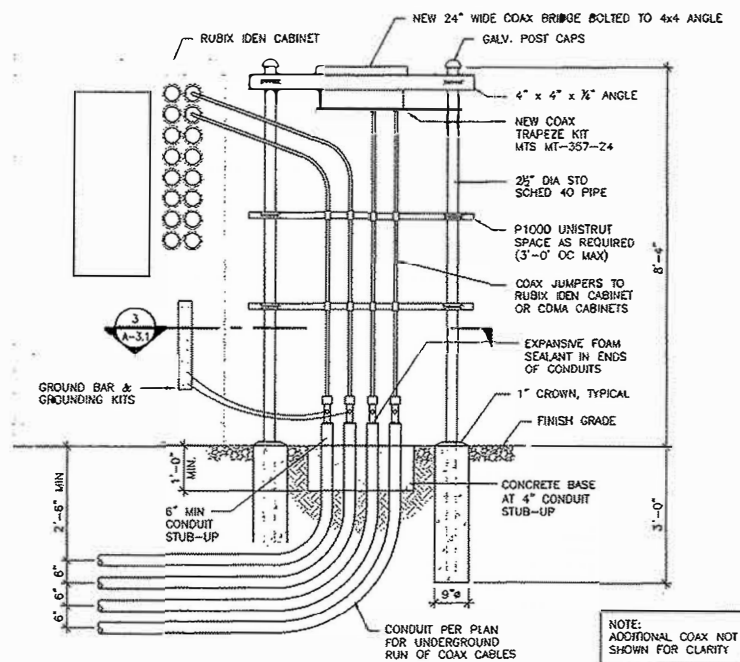 NEW 24" WIDE COAX BRIDGE BOLTED TO 4x4 ANGLE
RUBIX IDEN CABINET
GALV. POST CAPS
4" x 4" x ¼" ANGLE
NEW COAX
TRAPEZE KIT
MTS MT-357-24
2½" DIA STD
SCHED 40 PIPE
P1000 UNISTRUT
SPACE AS REQUIRED
(3'-0" OC MAX)
8'-4"
COAX JUMPERS TO
RUBIX IDEN CABINET
OR CDMA CABINETS
3
A-3.1
EXPANSIVE FOAM
SEALANT IN ENDS
OF CONDUITS
GROUND BAR &
GROUNDING KITS
1" CROWN, TYPICAL
FINISH GRADE
2'-6" MIN
1'-0"
MIN.
6" MIN
CONDUIT
STUB-UP
CONCRETE BASE
AT 4" CONDUIT
STUB-UP
3'-0"
6"
6"
6"
9"ø
CONDUIT PER PLAN
FOR UNDERGROUND
RUN OF COAX CABLES
NOTE:
ADDITIONAL COAX NOT
SHOWN FOR CLARITY